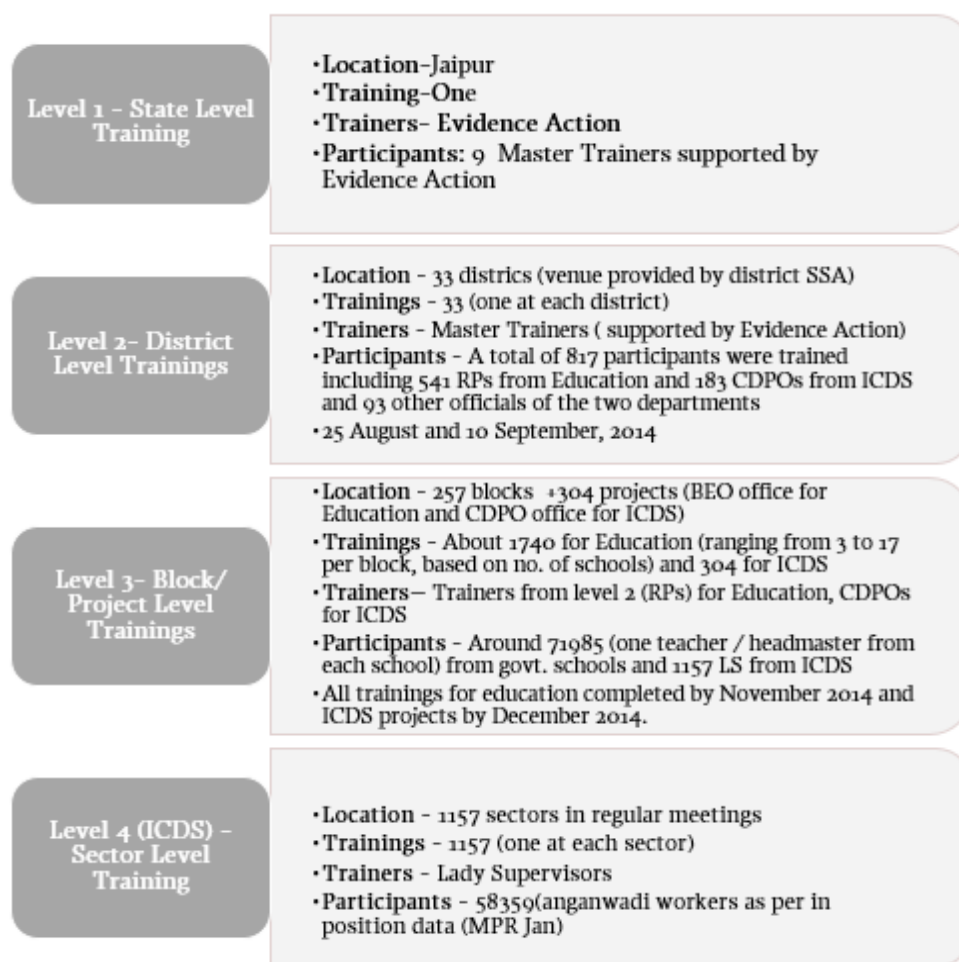 Level 1 - State Level
Training
•Location-Jaipur
•Training-One
•Trainers- Evidence Action
•Participants: 9 Master Trainers supported by
Evidence Action
Level 2- District
Level Trainings
•Location - 33 districs (venue provided by district SSA)
•Trainings - 33 (one at each district)
•Trainers - Master Trainers ( supported by Evidence Action)
•Participants - A total of 817 participants were trained
including 541 RPs from Education and 183 CDPOs from ICDS
and 93 other officials of the two departments
•25 August and 10 September, 2014
Level 3- Block/
Project Level
Trainings
•Location - 257 blocks +304 projects (BEO office for
Education and CDPO office for ICDS)
•Trainings - About 1740 for Education (ranging from 3 to 17
per block, based on no. of schools) and 304 for ICDS
•Trainers– Trainers from level 2 (RPs) for Education, CDPOs
for ICDS
•Participants - Around 71985 (one teacher / headmaster from
each school) from govt. schools and 1157 LS from ICDS
•All trainings for education completed by November 2014 and
ICDS projects by December 2014.
Level 4 (ICDS) -
Sector Level
Training
•Location - 1157 sectors in regular meetings
•Trainings - 1157 (one at each sector)
•Trainers - Lady Supervisors
•Participants - 58359(anganwadi workers as per in
position data (MPR Jan)